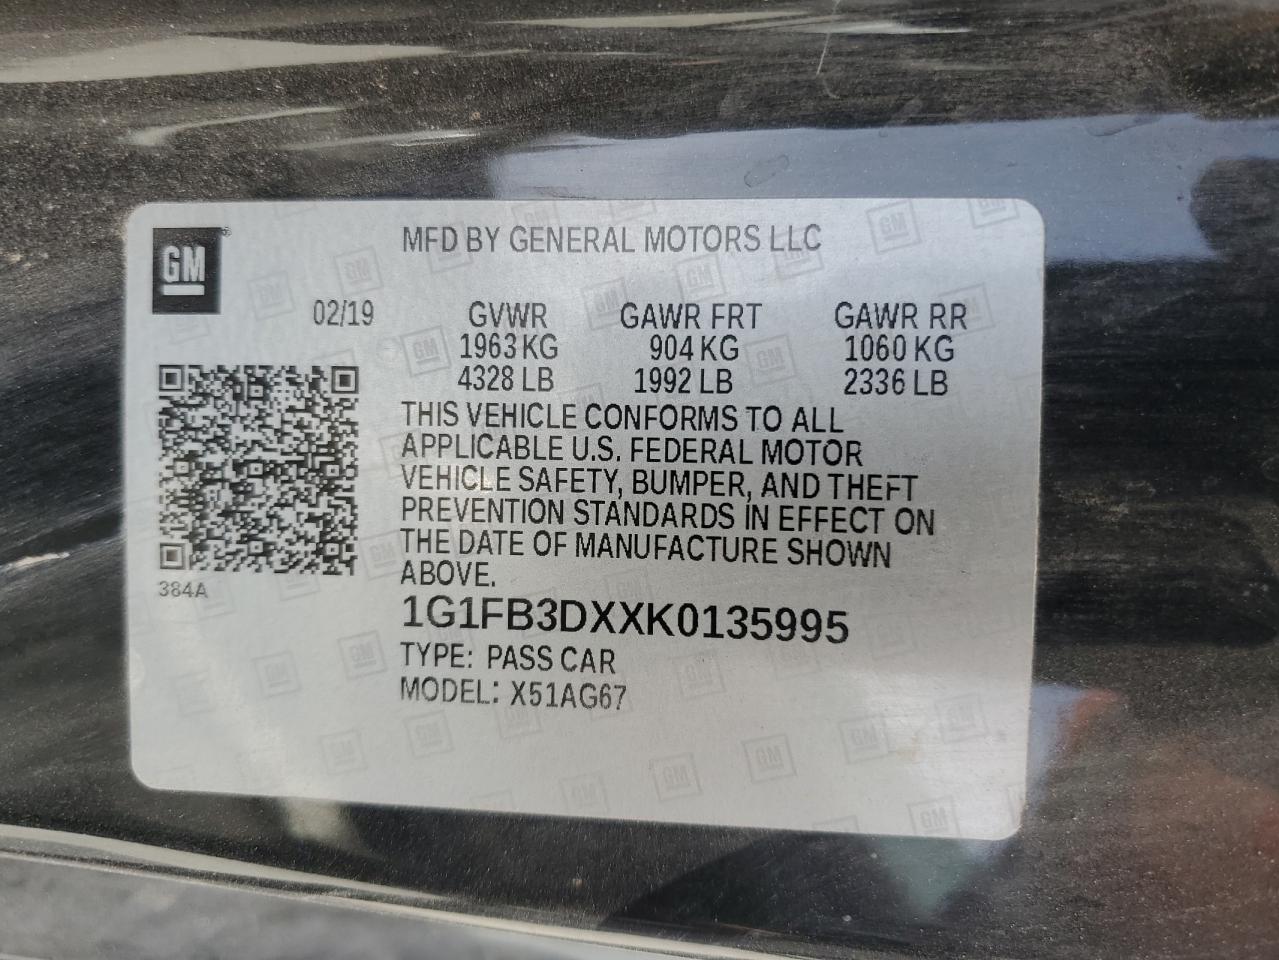 GM
MFD BY GENERAL MOTORS LLC
02/19 GVWR GAWR FRT GAWR RR
1963 KG 904 KG 1060 KG
4328 LB 1992 LB 2336 LB
THIS VEHICLE CONFORMS TO ALL
APPLICABLE U.S. FEDERAL MOTOR
VEHICLE SAFETY, BUMPER, AND THEFT
PREVENTION STANDARDS IN EFFECT ON
THE DATE OF MANUFACTURE SHOWN
ABOVE.
384A
1G1FB3DXXK0135995
TYPE: PASS CAR
MODEL: X51AG67